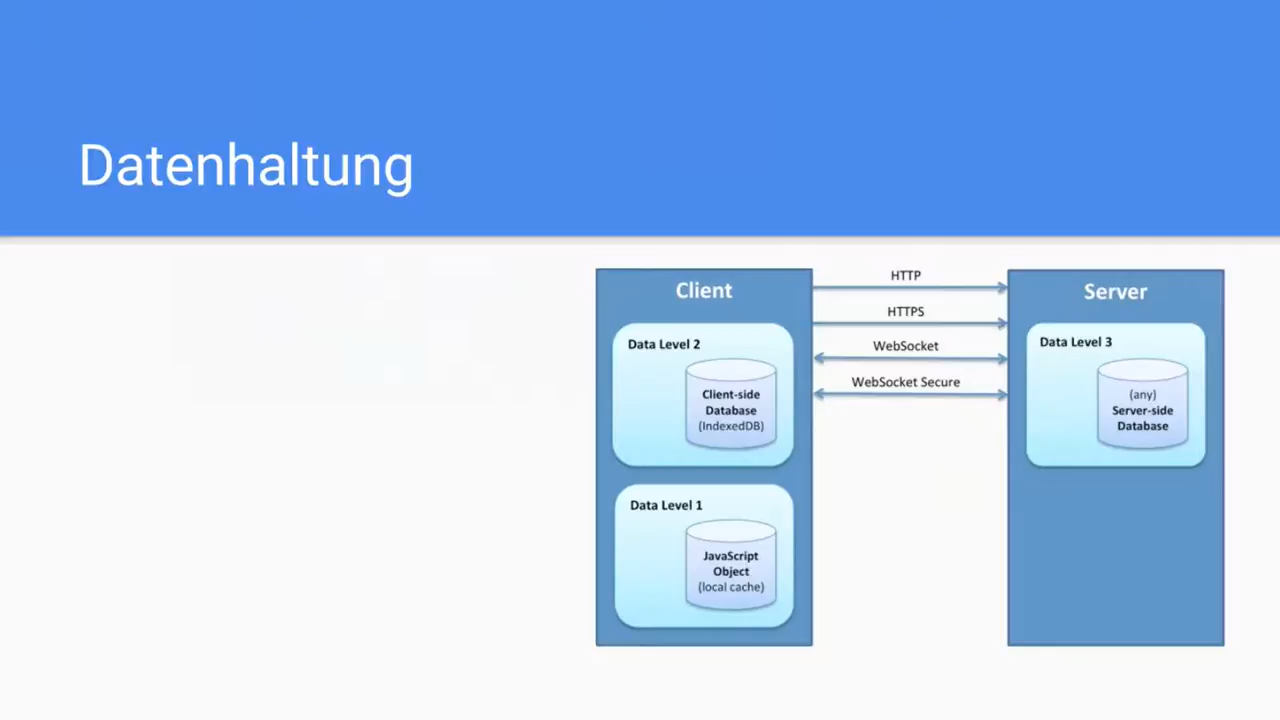 Datenhaltung
Client
Data Level 2
Client-side
Database
(IndexedDB)
Data Level 1
JavaScript
Object
(local cache)
HTTP
HTTPS
WebSocket
WebSocket Secure
Server
Data Level 3
(any)
Server-side
Database